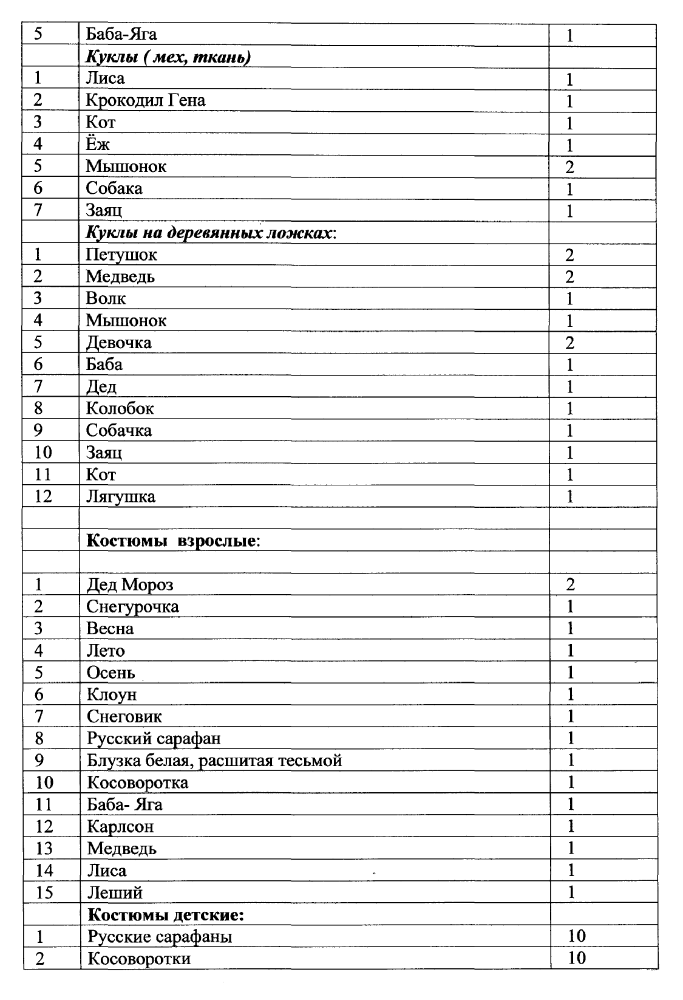 5 Баба-Яга 1
Куклы ( мех, ткань)
1 Лиса 1
2 Крокодил Гена 1
3 Кот 1
4 Ёж 1
5 Мышонок 2
6 Собака 1
7 Заяц 1
Куклы на деревянных ложках:
1 Петушок 2
2 Медведь 2
3 Волк 1
4 Мышонок 1
5 Девочка 2
6 Баба 1
7 Дед 1
8 Колобок 1
9 Собачка 1
10 Заяц 1
11 Кот 1
12 Лягушка 1
Костюмы взрослые:
1 Дед Мороз 2
2 Снегурочка 1
3 Весна 1
4 Лето 1
5 Осень 1
6 Клоун 1
7 Снеговик 1
8 Русский сарафан 1
9 Блузка белая, расшитая тесьмой 1
10 Косоворотка 1
11 Баба- Яга 1
12 Карлсон 1
13 Медведь 1
14 Лиса 1
15 Леший 1
Костюмы детские:
1 Русские сарафаны 10
2 Косоворотки 10